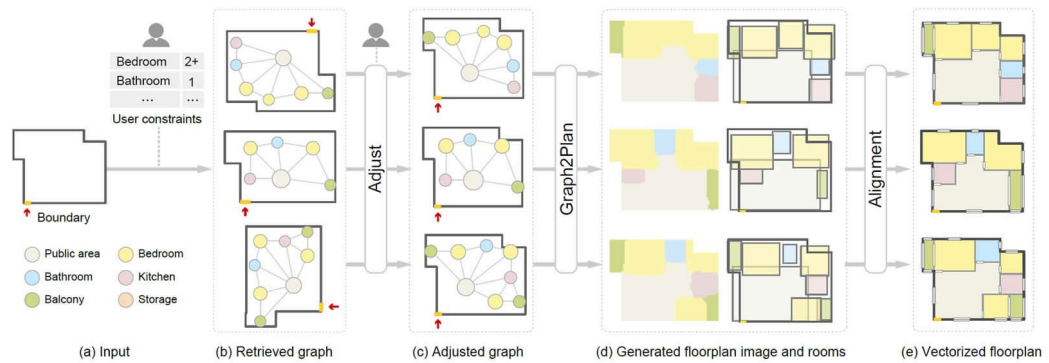 Bedroom 2+
Bathroom 1
... ...
User constraints
Boundary
Public area
Bedroom
Bathroom
Kitchen
Balcony
Storage
Adjust
Graph2Plan
Alignment
(a) Input
(b) Retrieved graph
(c) Adjusted graph
(d) Generated floorplan image and rooms
(e) Vectorized floorplan